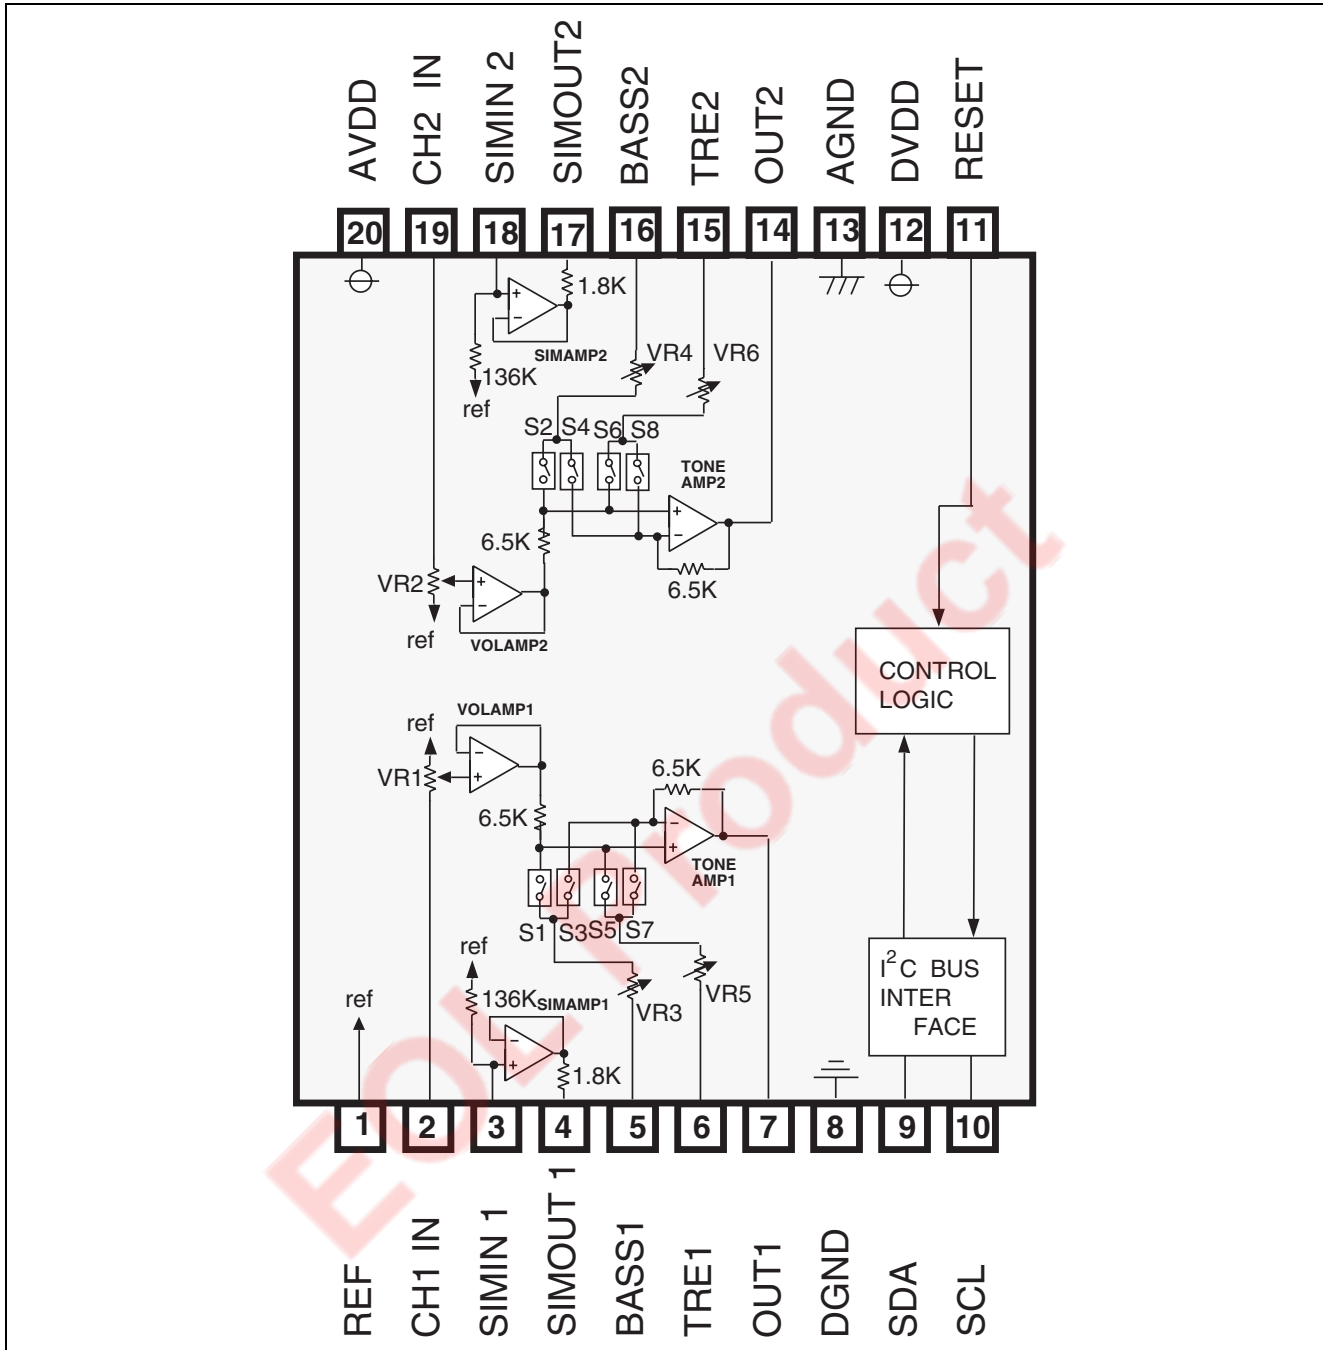 AVDD
CH2 IN
SIMIN 2
SIMOUT2
BASS2
TRE2
OUT2
AGND
DVDD
RESET
20
19
18
17
16
15
14
13
12
11
1.8K
SIMAMP2
136K
ref
VR4
VR6
S2
S4
S6
S8
TONE
AMP2
6.5K
6.5K
VR2
ref
VOLAMP2
CONTROL
LOGIC
VOLAMP1
ref
VR1
6.5K
6.5K
TONE
AMP1
S1
S3
S5
S7
ref
136K
SIMAMP1
VR3
VR5
1.8K
ref
I2C BUS
INTER
FACE
1
2
3
4
5
6
7
8
9
10
REF
CH1 IN
SIMIN 1
SIMOUT 1
BASS1
TRE1
OUT1
DGND
SDA
SCL
EOL Product